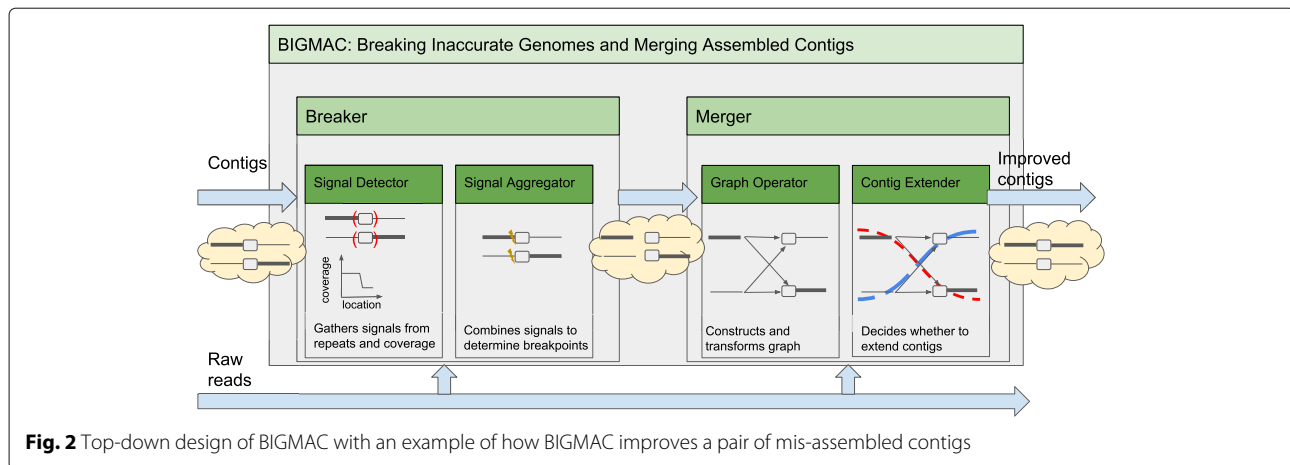 BIGMAC: Breaking Inaccurate Genomes and Merging Assembled Contigs
Breaker
Merger
Contigs
Improved
contigs
Signal Detector
Signal Aggregator
Graph Operator
Contig Extender
coverage
location
Gathers signals from
repeats and coverage
Combines signals to
determine breakpoints
Constructs and
transforms graph
Decides whether to
extend contigs
Raw
reads
Fig. 2 Top-down design of BIGMAC with an example of how BIGMAC improves a pair of mis-assembled contigs